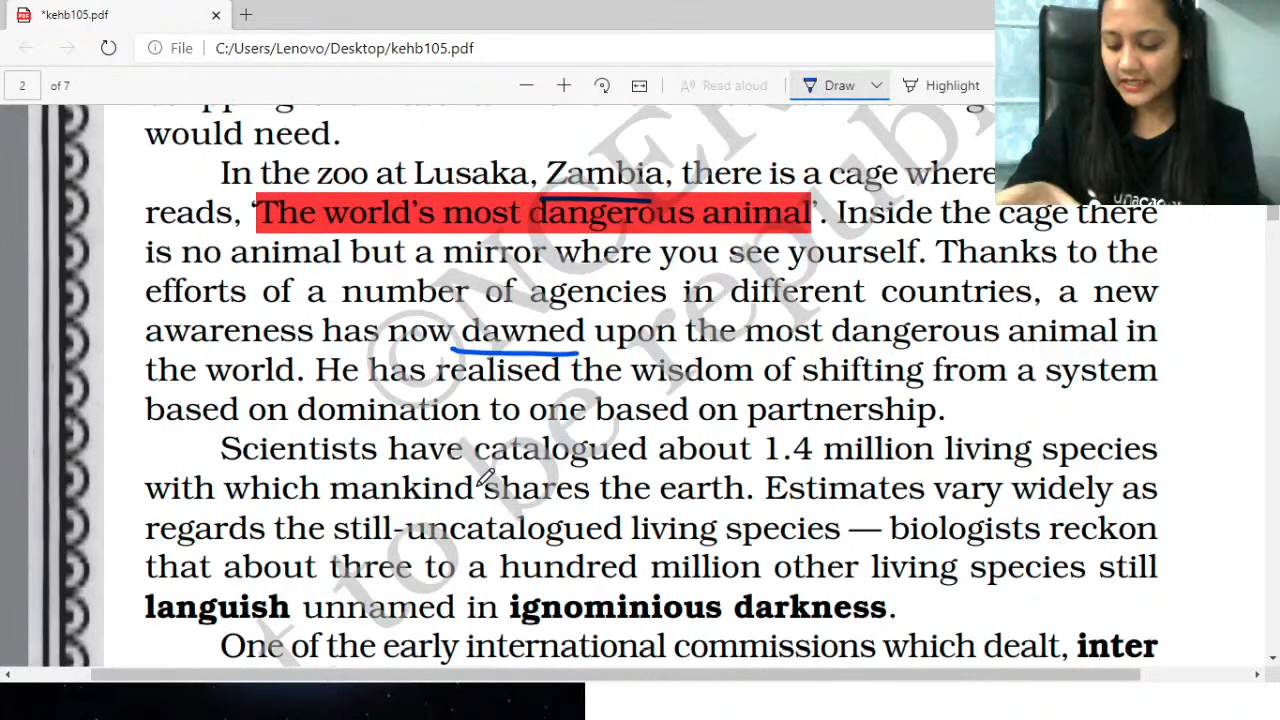 *kehb105.pdf
File C:/Users/Lenovo/Desktop/kehb105.pdf
2 of 7 Read aloud Draw Highlight
would need.
In the zoo at Lusaka, Zambia, there is a cage where
reads, ‘The world’s most dangerous animal’. Inside the cage there
is no animal but a mirror where you see yourself. Thanks to the
efforts of a number of agencies in different countries, a new
awareness has now dawned upon the most dangerous animal in
the world. He has realised the wisdom of shifting from a system
based on domination to one based on partnership.
Scientists have catalogued about 1.4 million living species
with which mankind shares the earth. Estimates vary widely as
regards the still-uncatalogued living species — biologists reckon
that about three to a hundred million other living species still
languish unnamed in ignominious darkness.
One of the early international commissions which dealt, inter